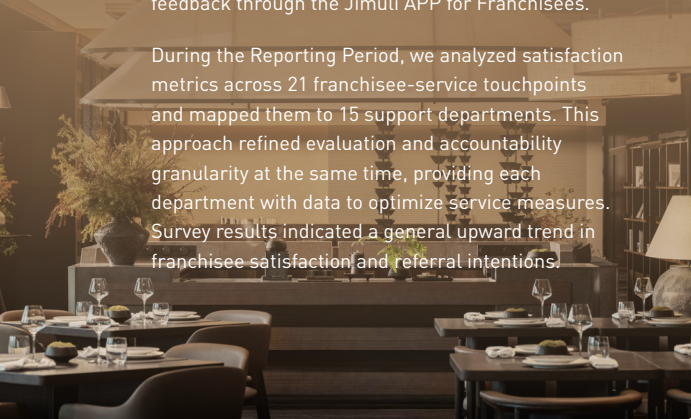 feedback through the Jimuli APP for Franchisees.
During the Reporting Period, we analyzed satisfaction
metrics across 21 franchisee-service touchpoints
and mapped them to 15 support departments. This
approach refined evaluation and accountability
granularity at the same time, providing each
department with data to optimize service measures.
Survey results indicated a general upward trend in
franchisee satisfaction and referral intentions.